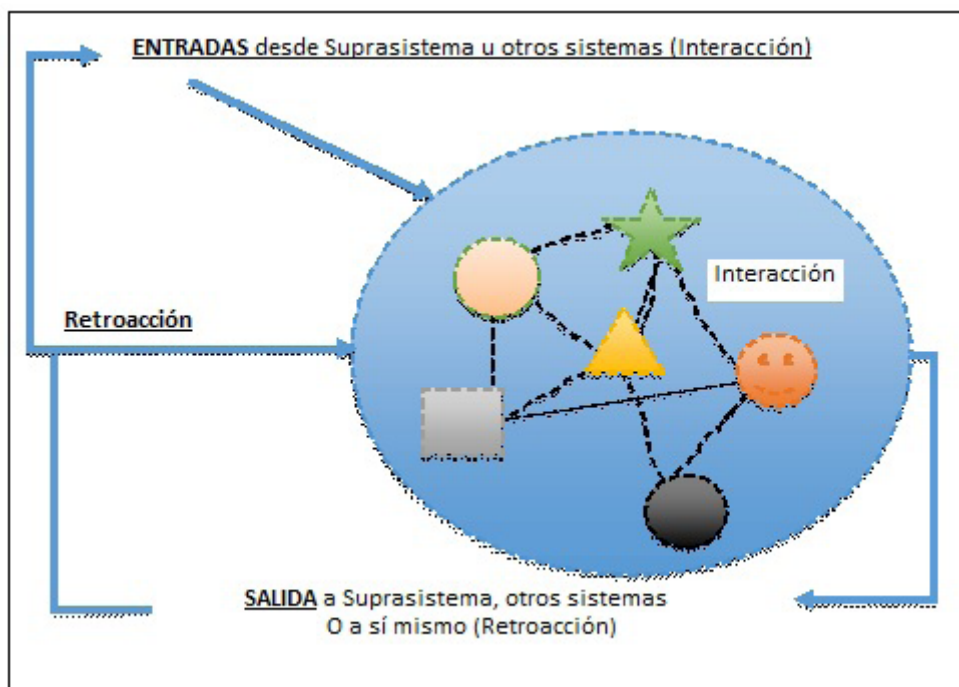 ENTRADAS desde Suprasistema u otros sistemas (Interacción)
Interacción
Retroacción
SALIDA a Suprasistema, otros sistemas
O a sí mismo (Retroacción)